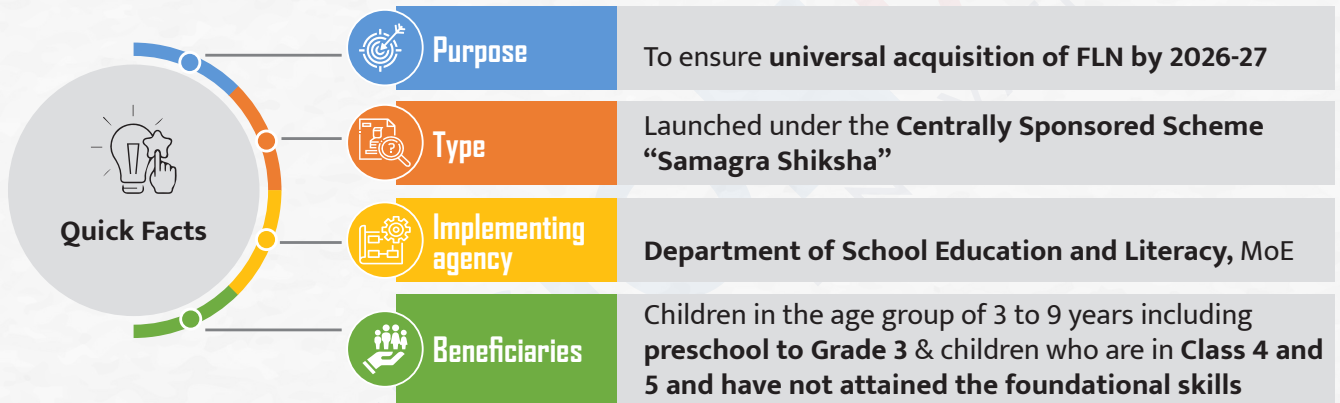 Quick Facts
Purpose
To ensure universal acquisition of FLN by 2026-27
Type
Launched under the Centrally Sponsored Scheme
“Samagra Shiksha”
Implementing
agency
Department of School Education and Literacy, MoE
Beneficiaries
Children in the age group of 3 to 9 years including
preschool to Grade 3 & children who are in Class 4 and
5 and have not attained the foundational skills